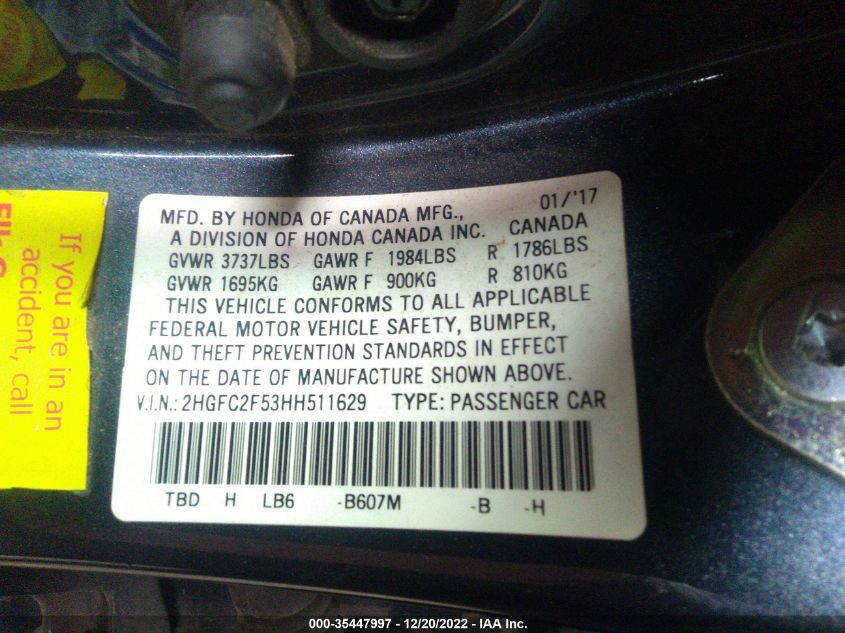 MFD. BY HONDA OF CANADA MFG., 01/'17
A DIVISION OF HONDA CANADA INC. CANADA
GVWR 3737LBS GAWR F 1984LBS R 1786LBS
GVWR 1695KG GAWR F 900KG R 810KG
THIS VEHICLE CONFORMS TO ALL APPLICABLE
FEDERAL MOTOR VEHICLE SAFETY, BUMPER,
AND THEFT PREVENTION STANDARDS IN EFFECT
ON THE DATE OF MANUFACTURE SHOWN ABOVE.
V.I.N.: 2HGFC2F53HH511629 TYPE: PASSENGER CAR
TBD H LB6 -B607M -B -H
If you are in an
accident, call
000-35447997 - 12/20/2022 - IAA Inc.